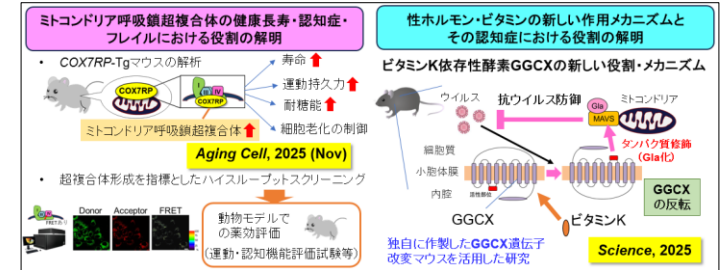 ミトコンドリア呼吸鎖超複合体の健康長寿・認知症・
フレイルにおける役割の解明
• COX7RP-Tgマウスの解析
COX7RP
I
III
IV
COX7RP
ミトコンドリア呼吸鎖超複合体
寿命
運動持久力
耐糖能
細胞老化の制御
Aging Cell, 2025 (Nov)
• 超複合体形成を指標としたハイスループットスクリーニング
FRETあり
Donor
Acceptor
FRET
動物モデルで
の薬効評価
(運動・認知機能評価試験等)
性ホルモン・ビタミンの新しい作用メカニズムと
その認知症における役割の解明
ビタミンK依存性酵素GGCXの新しい役割・メカニズム
ウイルス
抗ウイルス防御
Gla
MAVS
ミトコンドリア
タンパク質修飾
(Gla化)
細胞質
小胞体膜
内腔
GGCX
GGCX
の反転
ビタミンK
独自に作製したGGCX遺伝子
改変マウスを活用した研究
Science, 2025